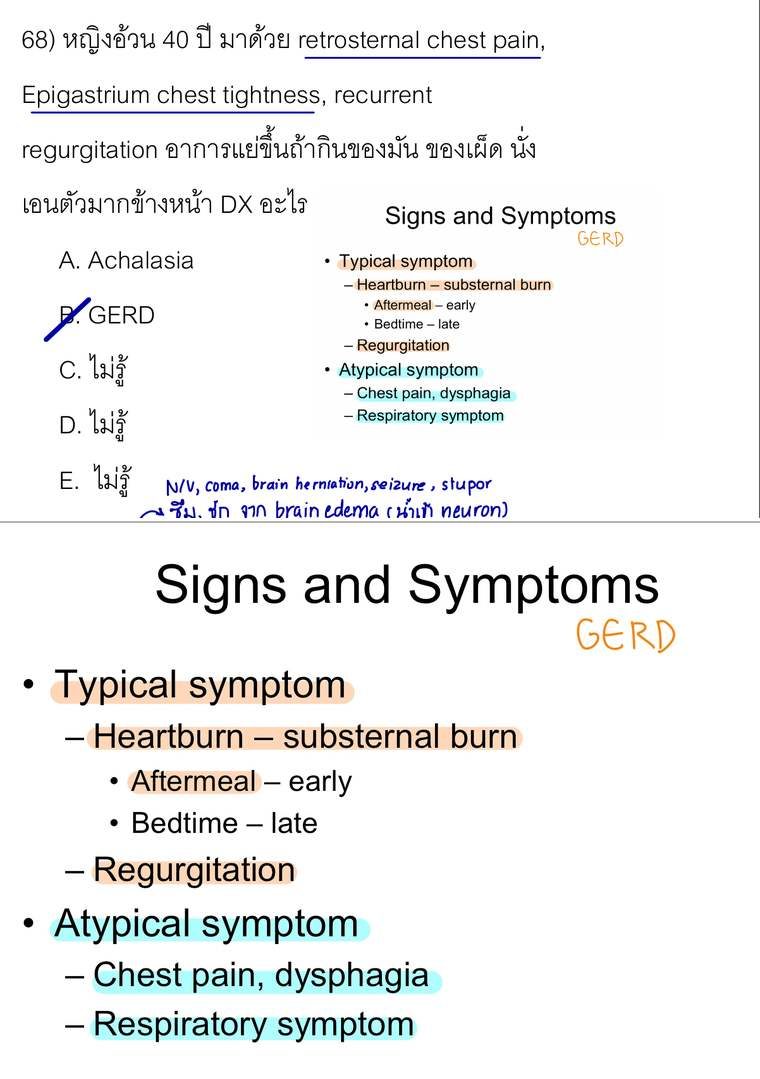 68) หญิงอ้วน 40 ปี มาด้วย retrosternal chest pain,
Epigastrium chest tightness, recurrent
regurgitation อาการแย่ขึ้นถ้ากินของมัน ของเผ็ด นั่ง
เอนตัวมากข้างหน้า DX อะไร
A. Achalasia
B. GERD
C. ไม่รู้
D. ไม่รู้
E. ไม่รู้
Signs and Symptoms
GERD
• Typical symptom
– Heartburn – substernal burn
• Aftermeal – early
• Bedtime – late
– Regurgitation
• Atypical symptom
– Chest pain, dysphagia
– Respiratory symptom
N/V, coma, brain herniation, seizure, stupor
ซึม. ชัก จาก brain edema (น้ำเข้า neuron)
Signs and Symptoms
GERD
• Typical symptom
– Heartburn – substernal burn
• Aftermeal – early
• Bedtime – late
– Regurgitation
• Atypical symptom
– Chest pain, dysphagia
– Respiratory symptom